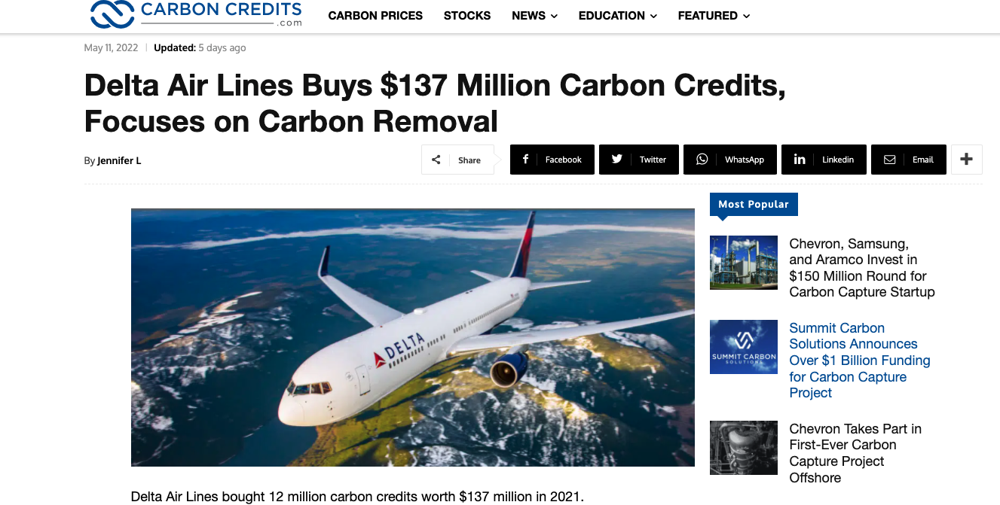 CARBON CREDITS
.com
CARBON PRICES
STOCKS
NEWS
EDUCATION
FEATURED
May 11, 2022
Updated: 5 days ago
Delta Air Lines Buys $137 Million Carbon Credits,
Focuses on Carbon Removal
By Jennifer L
Share
Facebook
Twitter
WhatsApp
Linkedin
Email
DELTA
Delta Air Lines bought 12 million carbon credits worth $137 million in 2021.
Most Popular
Chevron, Samsung,
and Aramco Invest in
$150 Million Round for
Carbon Capture Startup
SUMMIT CARBON
SOLUTIONS
Summit Carbon
Solutions Announces
Over $1 Billion Funding
for Carbon Capture
Project
Chevron Takes Part in
First-Ever Carbon
Capture Project
Offshore